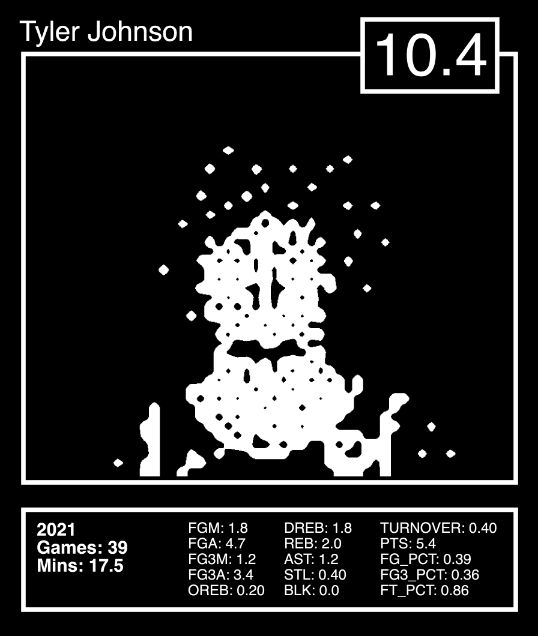 Tyler Johnson
10.4
2021
Games: 39
Mins: 17.5
FGM: 1.8
FGA: 4.7
FG3M: 1.2
FG3A: 3.4
OREB: 0.20
DREB: 1.8
REB: 2.0
AST: 1.2
STL: 0.40
BLK: 0.0
TURNOVER: 0.40
PTS: 5.4
FG_PCT: 0.39
FG3_PCT: 0.36
FT_PCT: 0.86